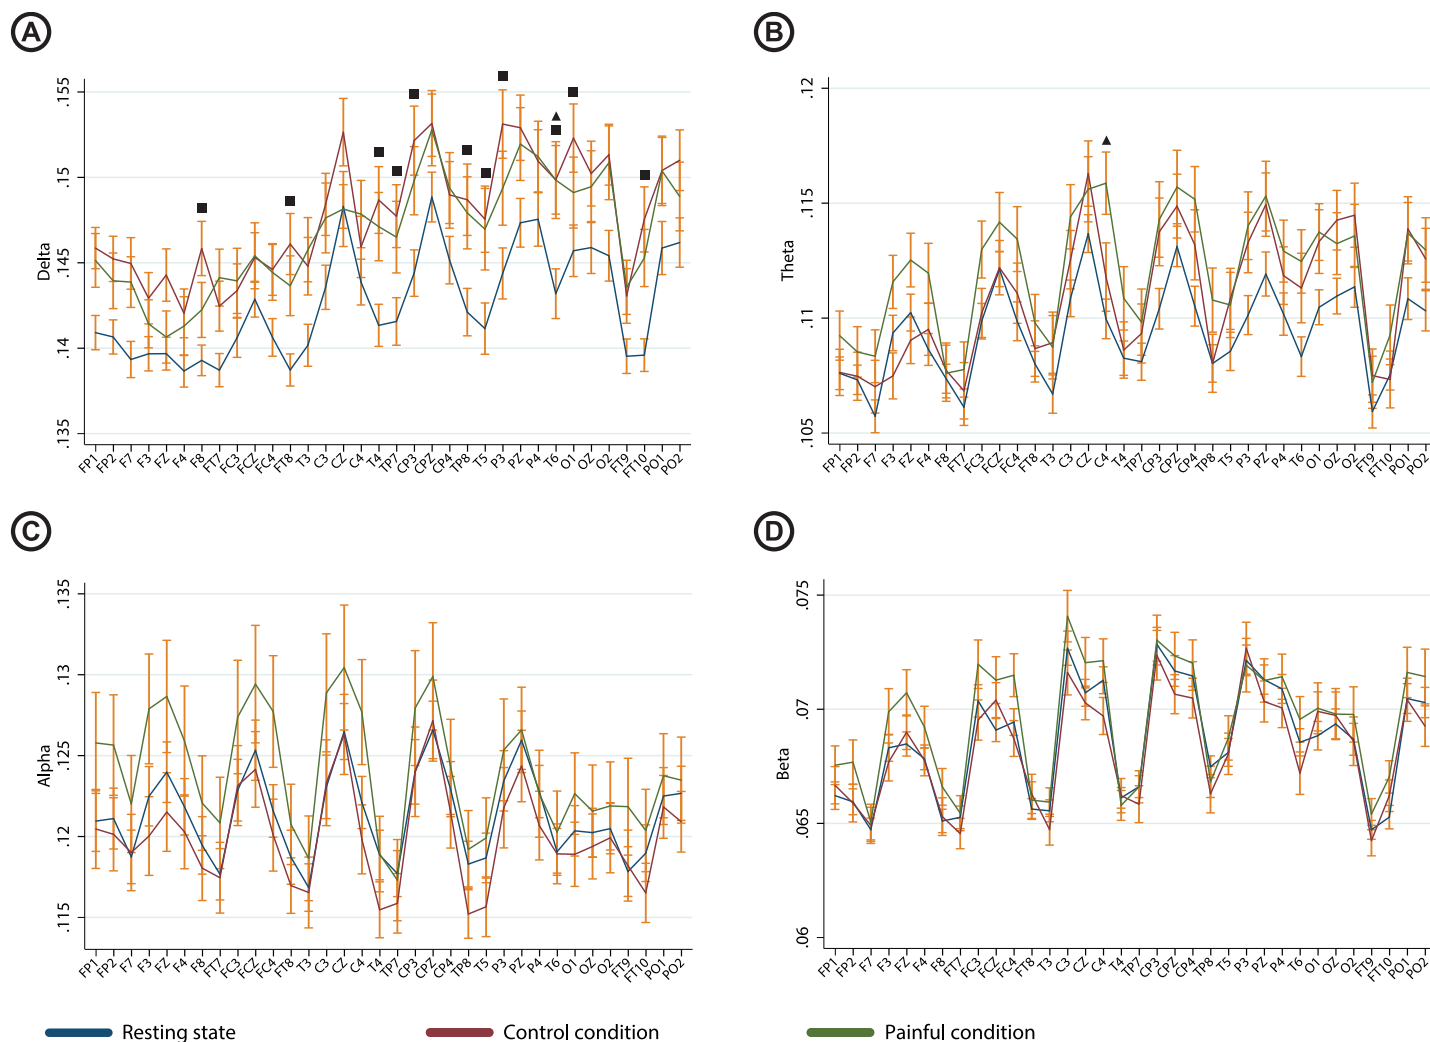 A
B
.155
.15
.145
.14
.135
Delta
FP1 FP2 F7 F3 FZ F4 F8 FT7 FC3 FCZ FC4 FT8 T3 C3 CZ C4 T4 TP7 CP3 CPZ CP4 TP8 T5 P3 PZ P4 T6 O1 OZ O2 FT9 FT10 PO1 PO2
.12
.115
.11
.105
Theta
FP1 FP2 F7 F3 FZ F4 F8 FT7 FC3 FCZ FC4 FT8 T3 C3 CZ C4 T4 TP7 CP3 CPZ CP4 TP8 T5 P3 PZ P4 T6 O1 OZ O2 FT9 FT10 PO1 PO2
C
D
.135
.13
.125
.12
.115
Alpha
FP1 FP2 F7 F3 FZ F4 F8 FT7 FC3 FCZ FC4 FT8 T3 C3 CZ C4 T4 TP7 CP3 CPZ CP4 TP8 T5 P3 PZ P4 T6 O1 OZ O2 FT9 FT10 PO1 PO2
.075
.07
.065
.06
Beta
FP1 FP2 F7 F3 FZ F4 F8 FT7 FC3 FCZ FC4 FT8 T3 C3 CZ C4 T4 TP7 CP3 CPZ CP4 TP8 T5 P3 PZ P4 T6 O1 OZ O2 FT9 FT10 PO1 PO2
Resting state
Control condition
Painful condition